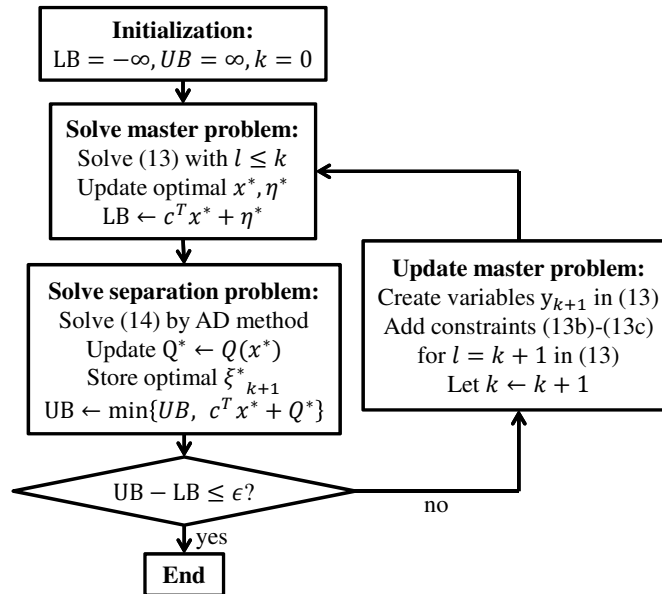 Initialization:
LB = −∞, UB = ∞, k = 0
Solve master problem:
Solve (13) with l ≤ k
Update optimal x*, η*
LB ← c^T x* + η*
Solve separation problem:
Solve (14) by AD method
Update Q* ← Q(x*)
Store optimal ξ*_{k+1}
UB ← min{UB, c^T x* + Q*}
Update master problem:
Create variables y_{k+1} in (13)
Add constraints (13b)-(13c)
for l = k + 1 in (13)
Let k ← k + 1
UB − LB ≤ ϵ?
no
yes
End